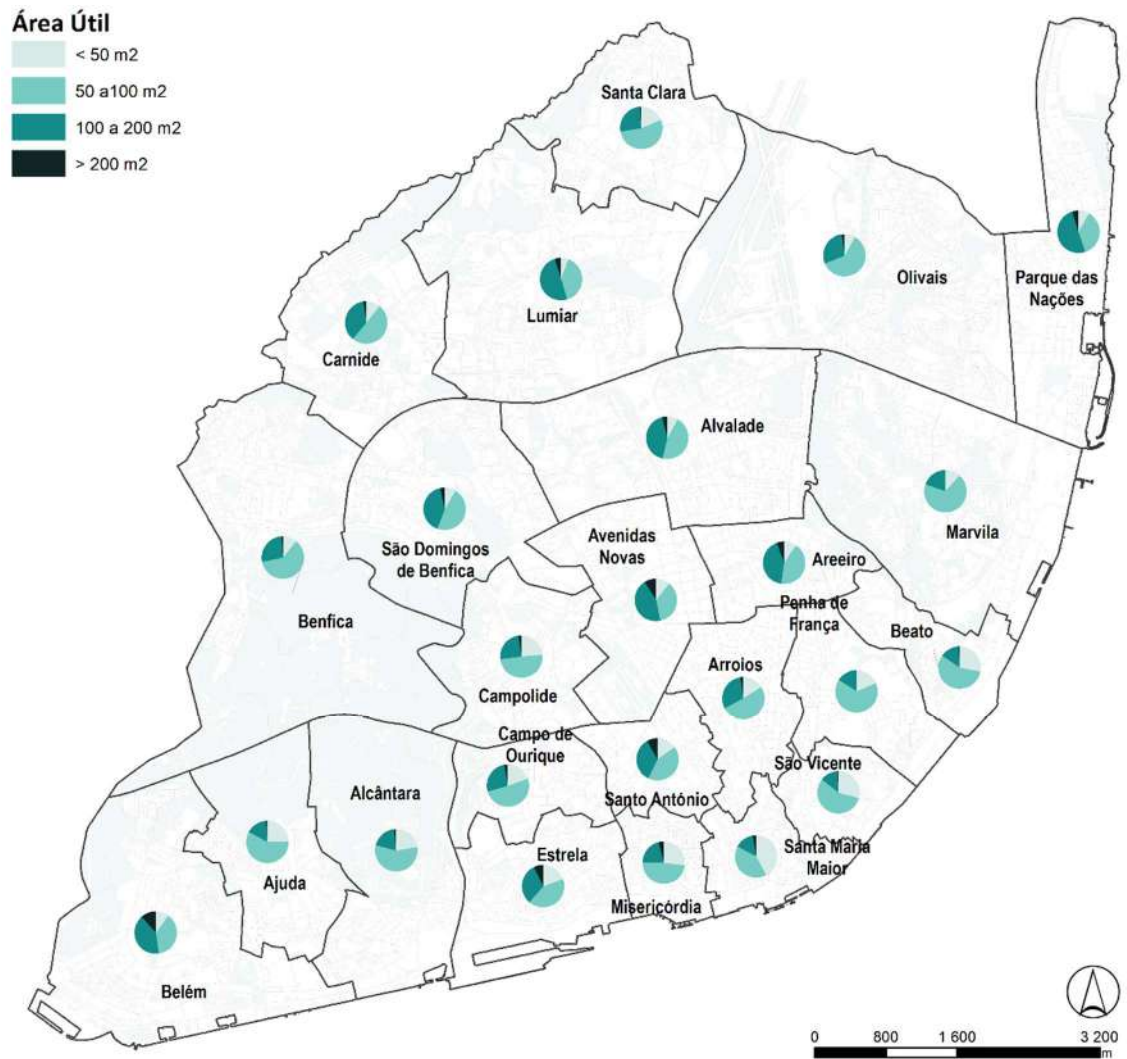 Área Útil
< 50 m2
50 a100 m2
100 a 200 m2
> 200 m2
Santa Clara
Olivais
Parque das
Nações
Lumiar
Carnide
Alvalade
Marvila
São Domingos
de Benfica
Avenidas
Novas
Areeiro
Benfica
Penha de
França
Beato
Arroios
Campolide
Campo de
Ourique
São Vicente
Alcântara
Santo António
Santa Maria
Maior
Estrela
Ajuda
Misericórdia
Belém
0 800 1 600 3 200
m